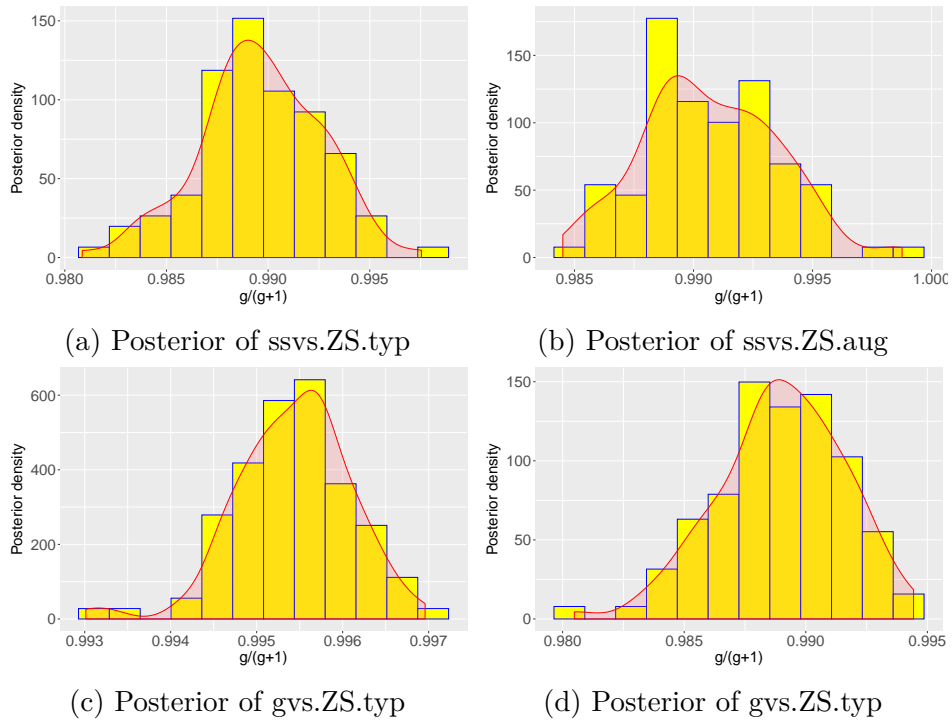 150
100
50
0
Posterior density
0.980 0.985 0.990 0.995
g/(g+1)
(a) Posterior of ssvs.ZS.typ
150
100
50
0
Posterior density
0.985 0.990 0.995 1.000
g/(g+1)
(b) Posterior of ssvs.ZS.aug
600
400
200
0
Posterior density
0.993 0.994 0.995 0.996 0.997
g/(g+1)
(c) Posterior of gvs.ZS.typ
150
100
50
0
Posterior density
0.980 0.985 0.990 0.995
g/(g+1)
(d) Posterior of gvs.ZS.typ